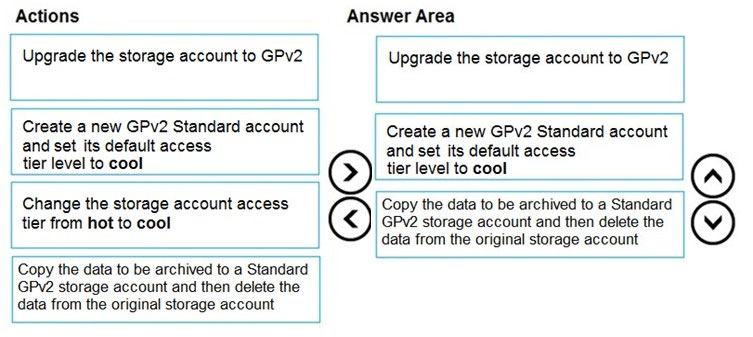 Actions
Upgrade the storage account to GPv2
Create a new GPv2 Standard account
and set its default access
tier level to cool
Change the storage account access
tier from hot to cool
Copy the data to be archived to a Standard
GPv2 storage account and then delete the
data from the original storage account
Answer Area
Upgrade the storage account to GPv2
Create a new GPv2 Standard account
and set its default access
tier level to cool
Copy the data to be archived to a Standard
GPv2 storage account and then delete the
data from the original storage account